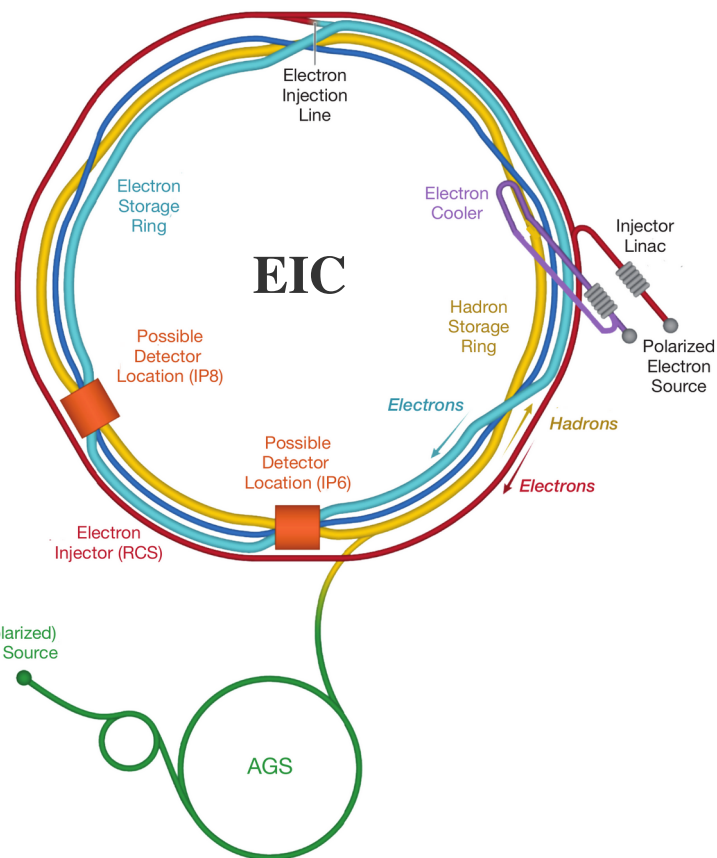 Electron
Injection
Line
Electron
Storage
Ring
Electron
Cooler
Injector
Linac
EIC
Hadron
Storage
Ring
Polarized
Electron
Source
Possible
Detector
Location (IP8)
Electrons
Hadrons
Possible
Detector
Location (IP6)
Electrons
Electron
Injector (RCS)
larized)
Source
AGS